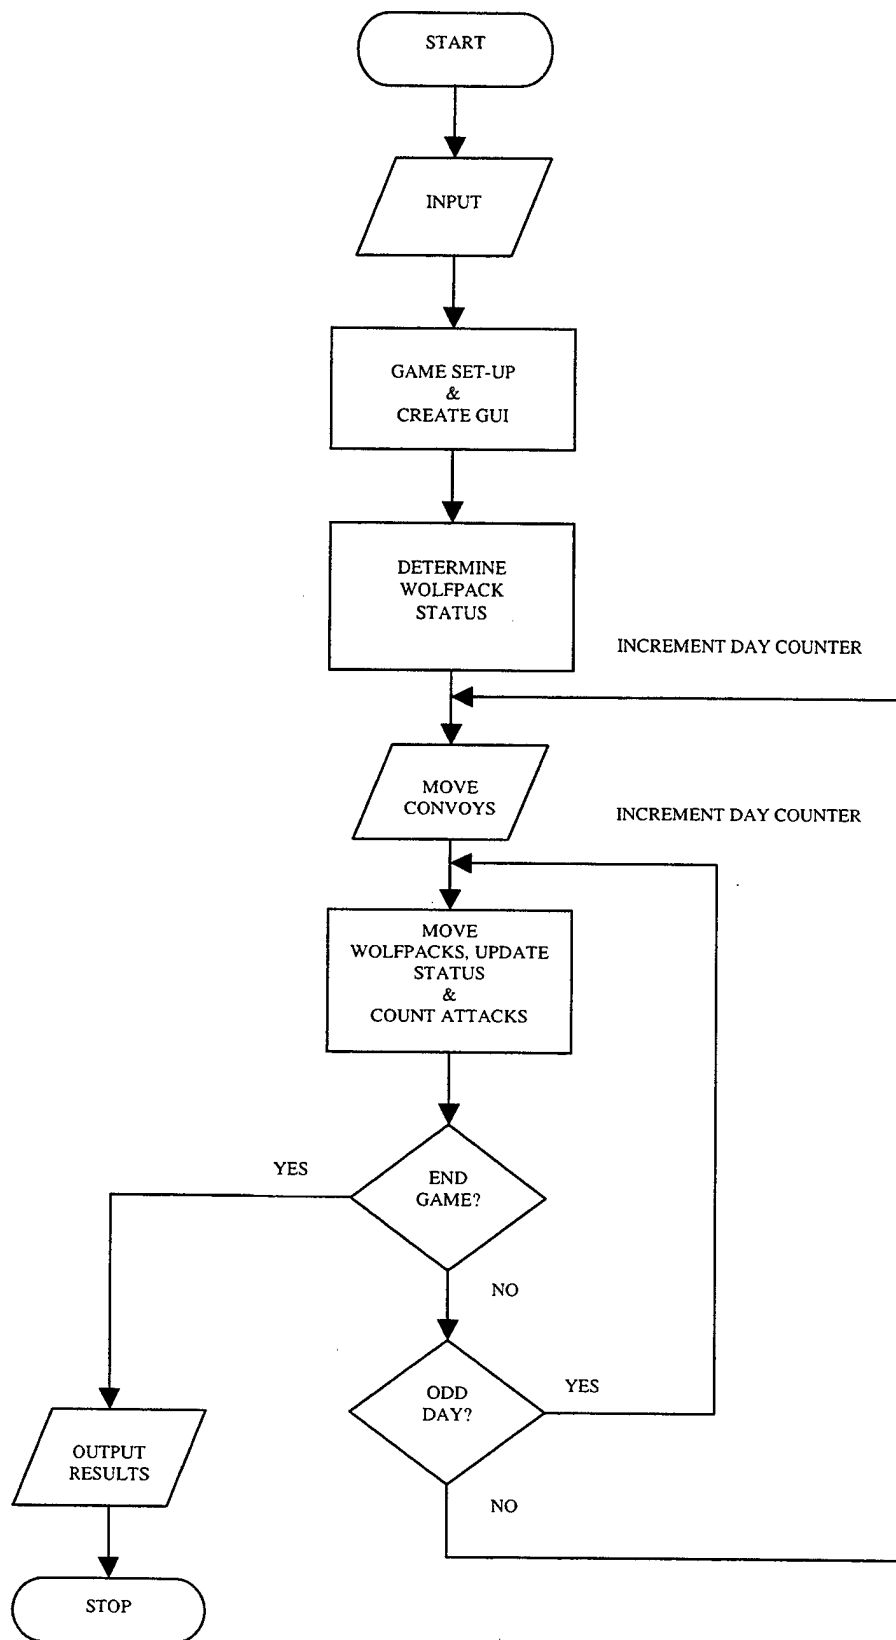 START
INPUT
GAME SET-UP
&
CREATE GUI
DETERMINE
WOLFPACK
STATUS
INCREMENT DAY COUNTER
MOVE
CONVOYS
INCREMENT DAY COUNTER
MOVE
WOLFPACKS, UPDATE
STATUS
&
COUNT ATTACKS
YES
END
GAME?
NO
ODD
DAY?
YES
OUTPUT
RESULTS
NO
STOP